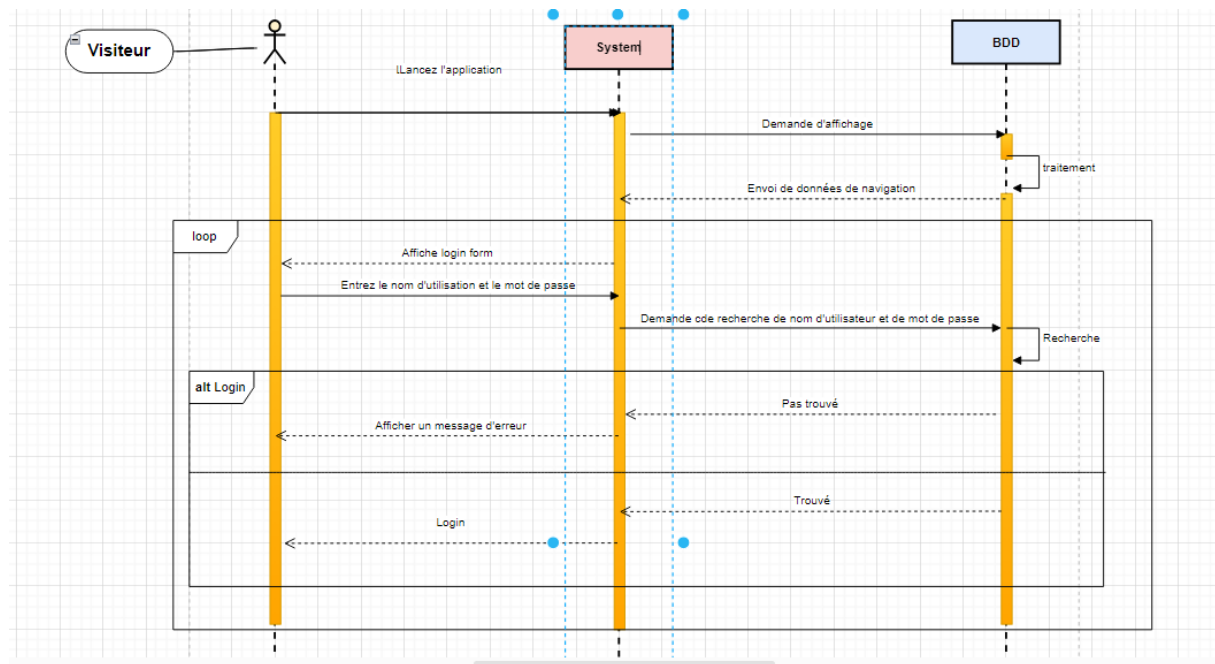 Visiteur
System
BDD
lLancez l'application
Demande d'affichage
traitement
Envoi de données de navigation
loop
Affiche login form
Entrez le nom d'utilisation et le mot de passe
Demande cde recherche de nom d'utilisateur et de mot de passe
Recherche
alt Login
Pas trouvé
Afficher un message d'erreur
Trouvé
Login